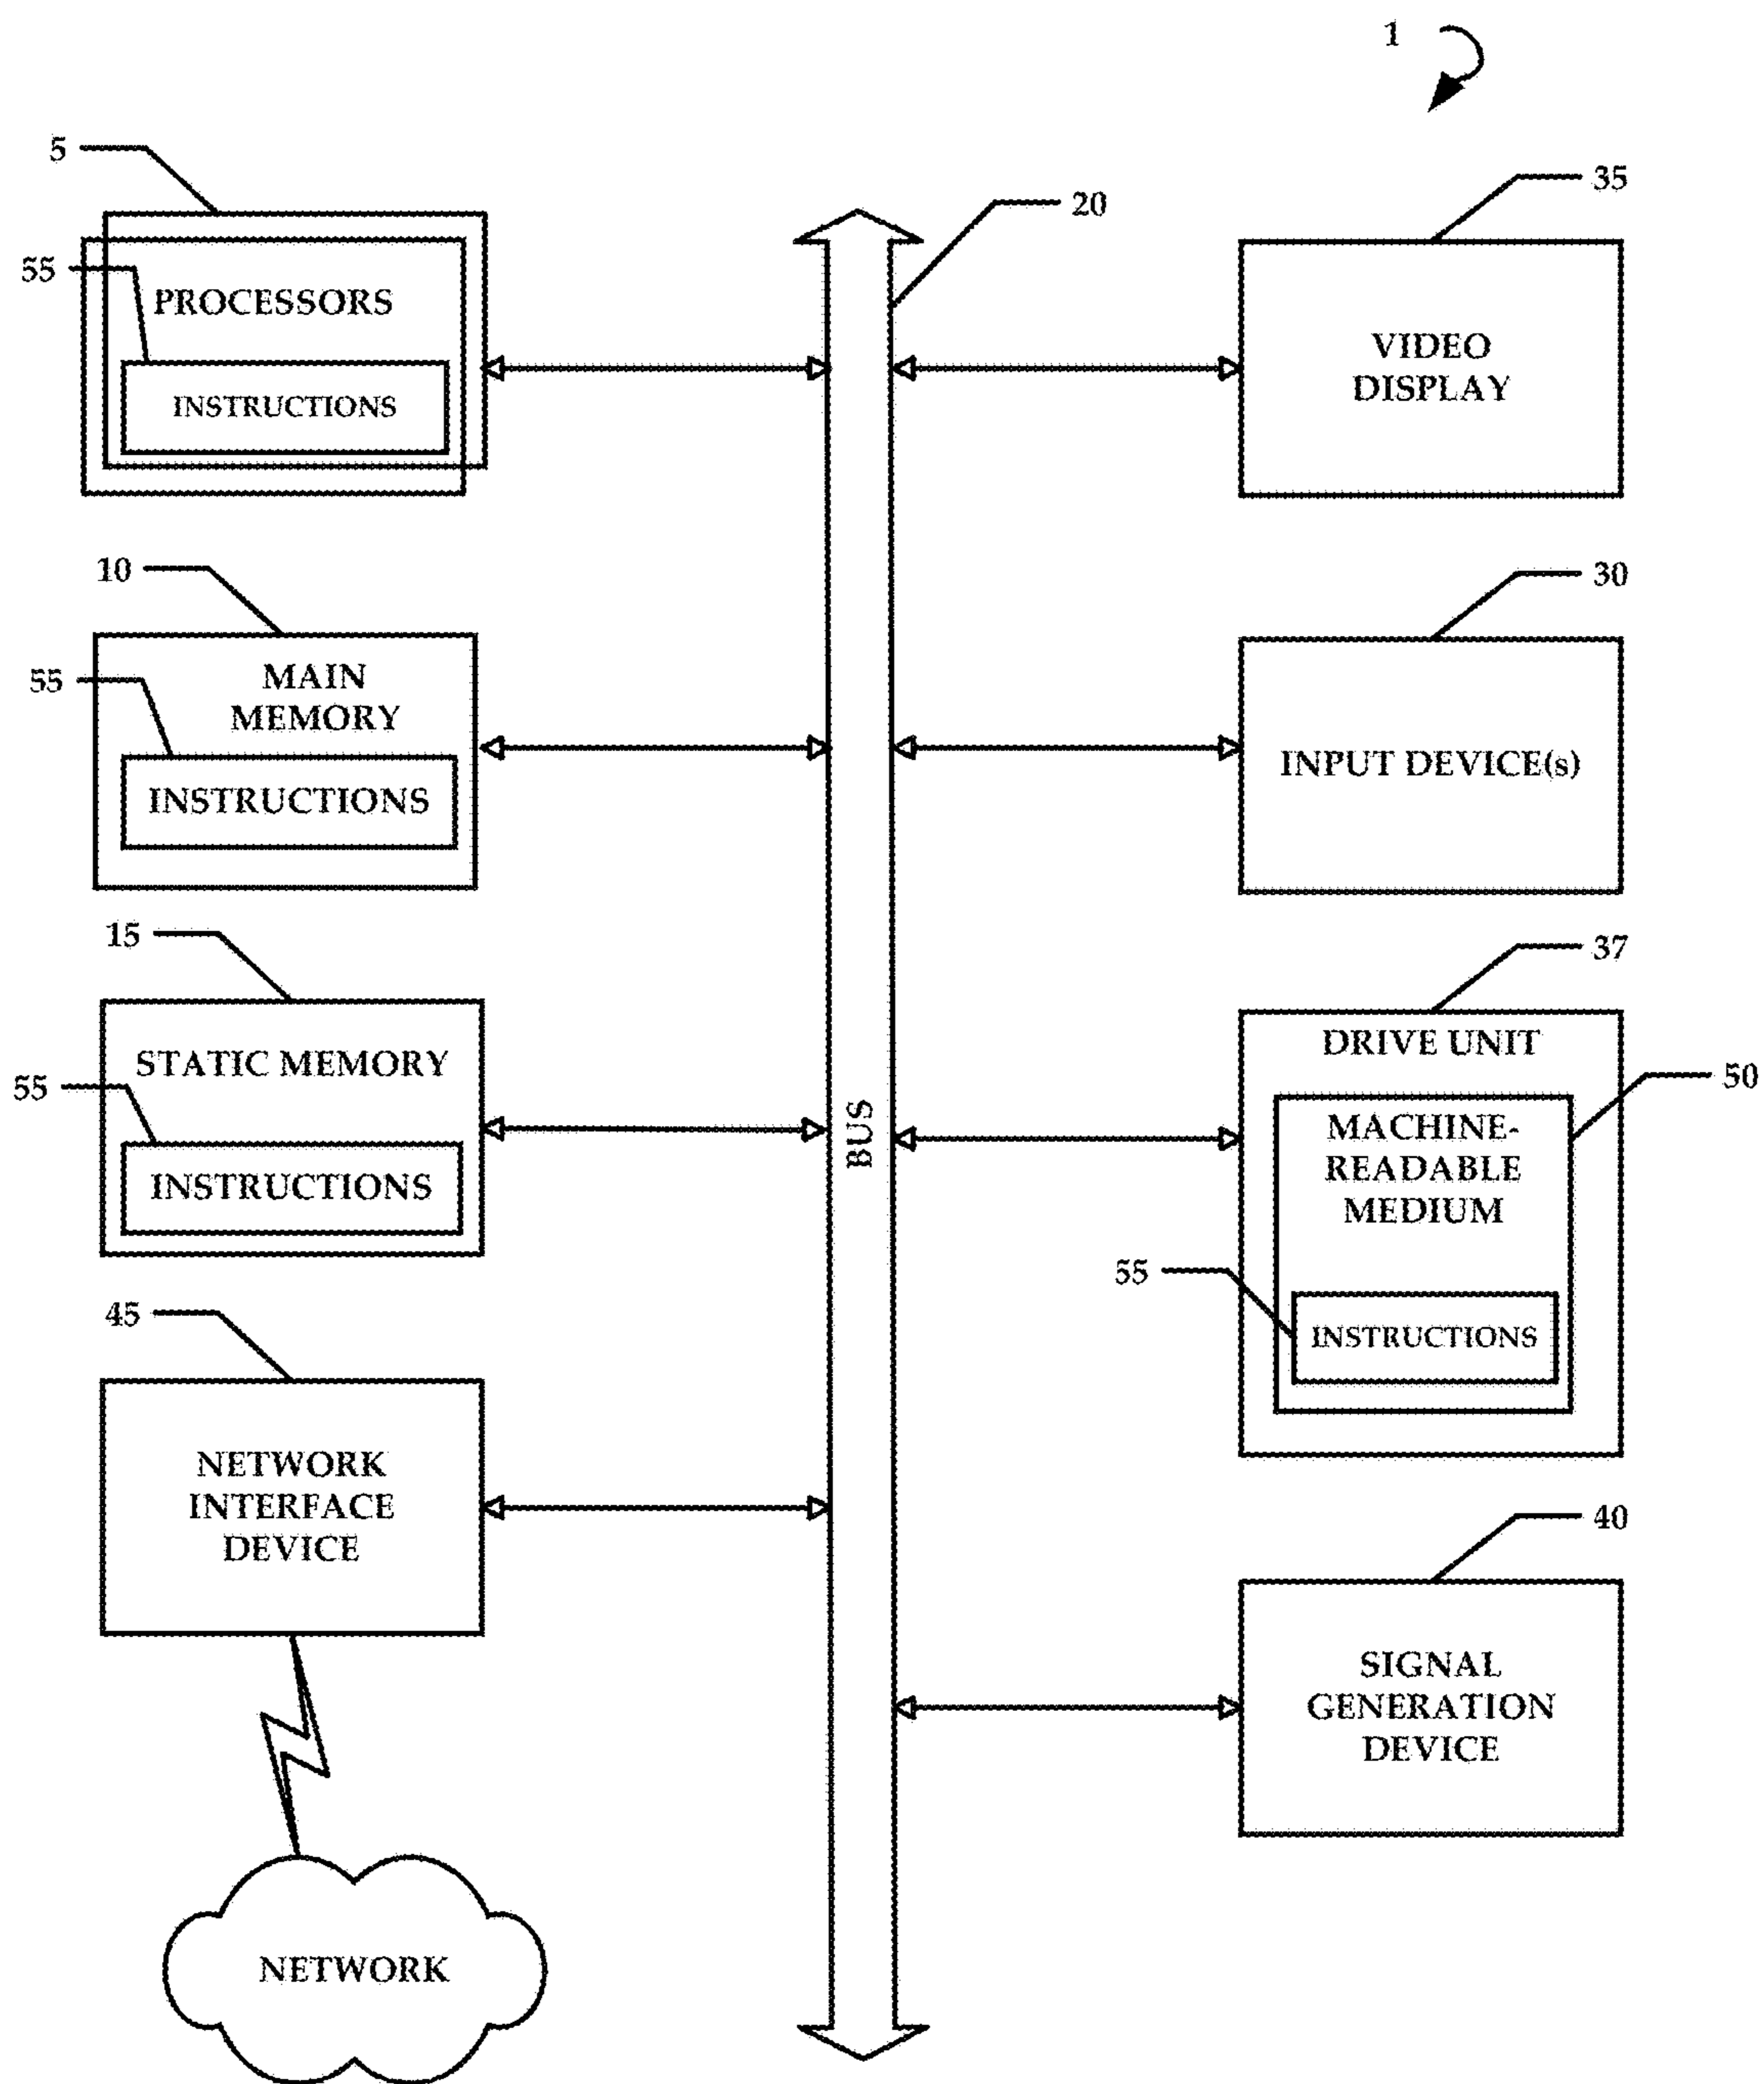 1
5
55
PROCESSORS
INSTRUCTIONS
10
55
MAIN
MEMORY
INSTRUCTIONS
15
55
STATIC MEMORY
INSTRUCTIONS
45
NETWORK
INTERFACE
DEVICE
NETWORK
20
BUS
35
VIDEO
DISPLAY
30
INPUT DEVICE(s)
37
DRIVE UNIT
50
MACHINE-
READABLE
MEDIUM
55
INSTRUCTIONS
40
SIGNAL
GENERATION
DEVICE